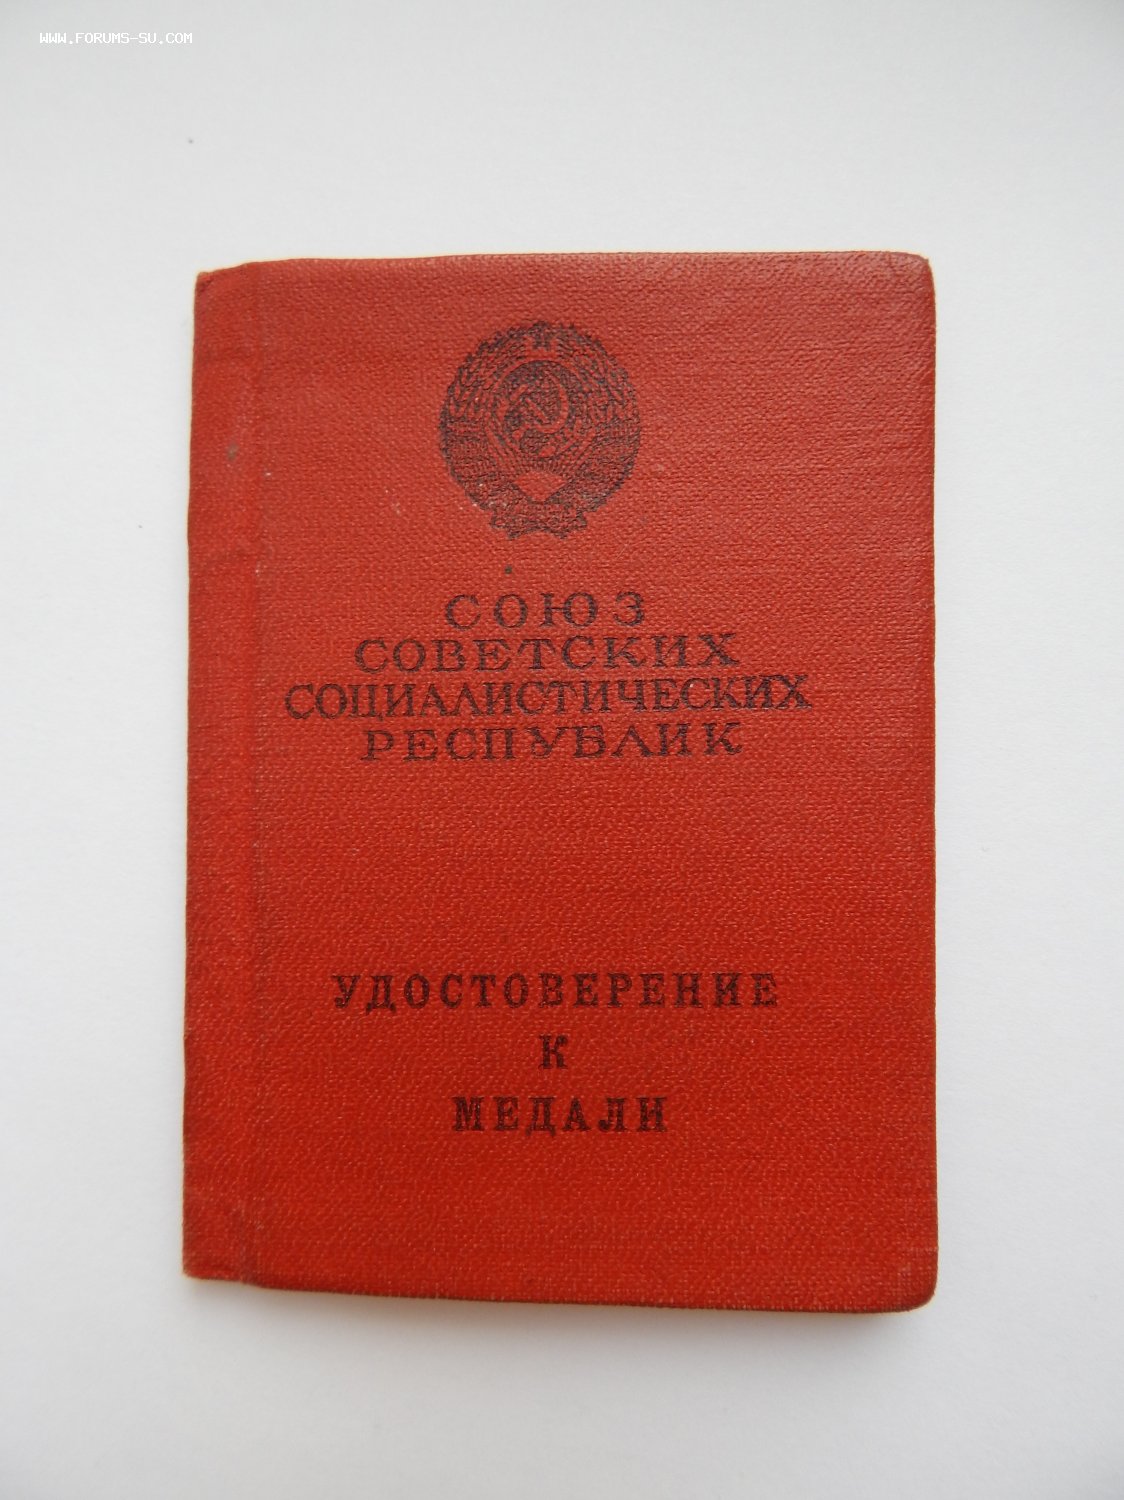 WWW.FORUMS-SU.COM
СОЮЗ
СОВЕТСКИХ
СОЦИАЛИСТИЧЕСКИХ
РЕСПУБЛИК
УДОСТОВЕРЕНИЕ
К
МЕДАЛИ